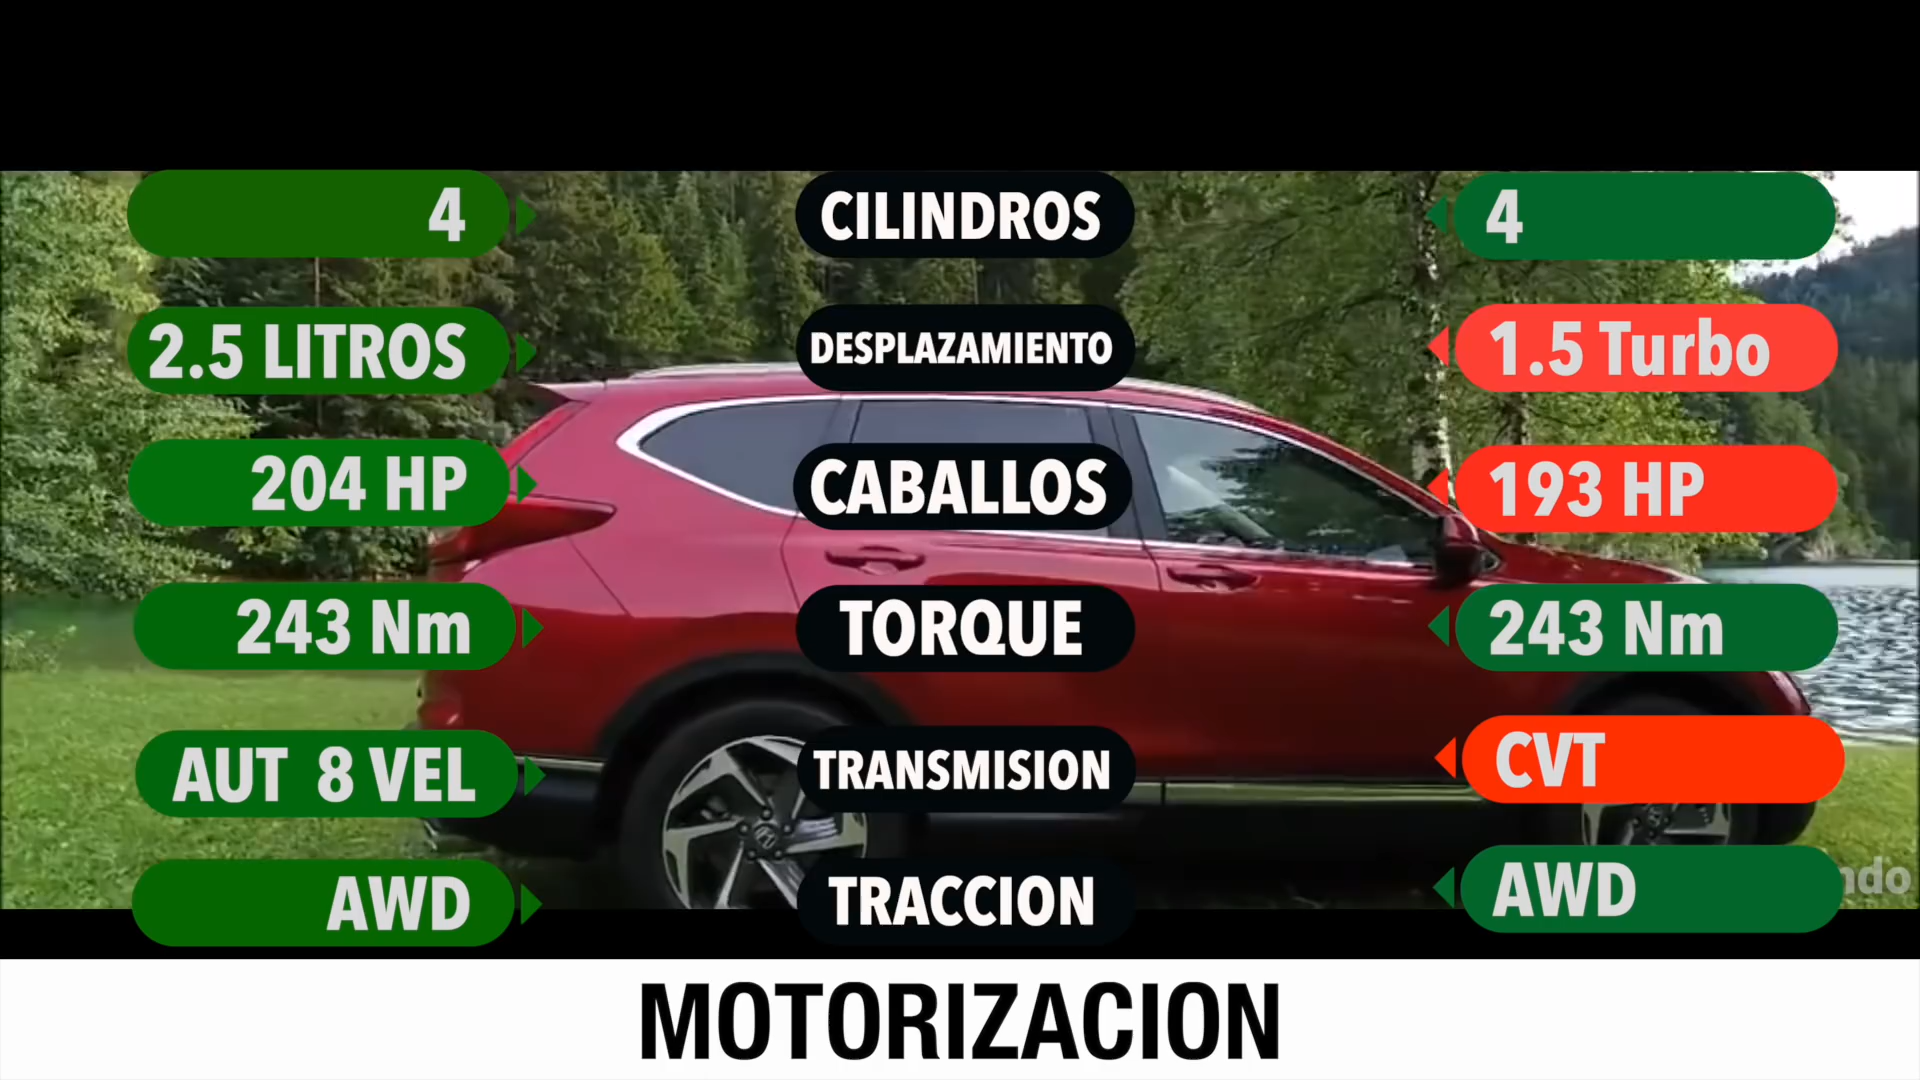 4 CILINDROS 4
2.5 LITROS DESPLAZAMIENTO 1.5 Turbo
204 HP CABALLOS 193 HP
243 Nm TORQUE 243 Nm
AUT 8 VEL TRANSMISION CVT
AWD TRACCION AWD
MOTORIZACION